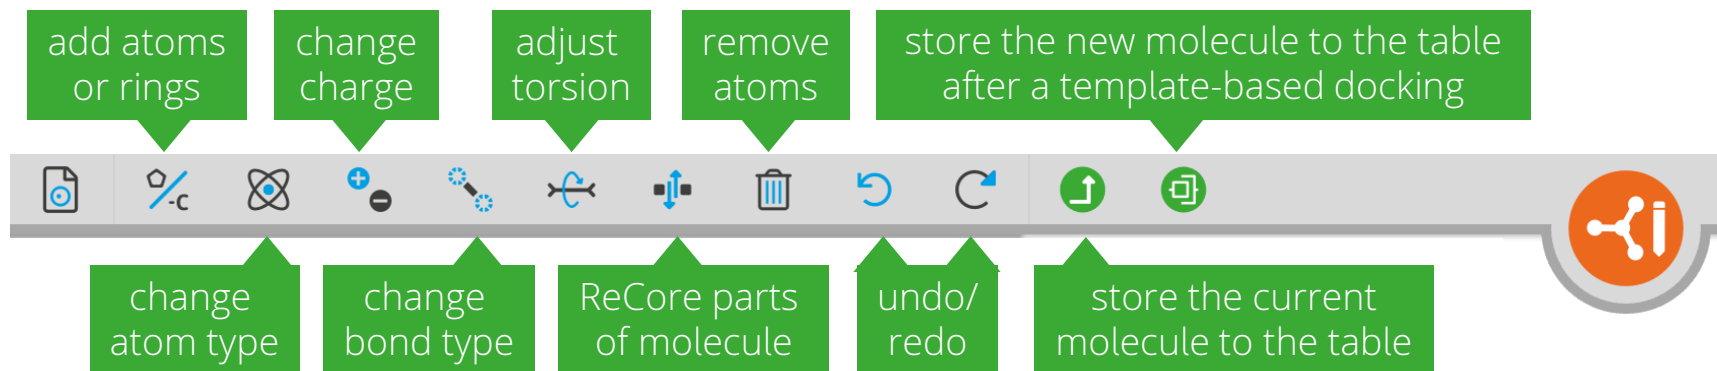 add atoms
or rings
change
charge
adjust
torsion
remove
atoms
store the new molecule to the table
after a template-based docking
-C
change
atom type
change
bond type
ReCore parts
of molecule
undo/
redo
store the current
molecule to the table